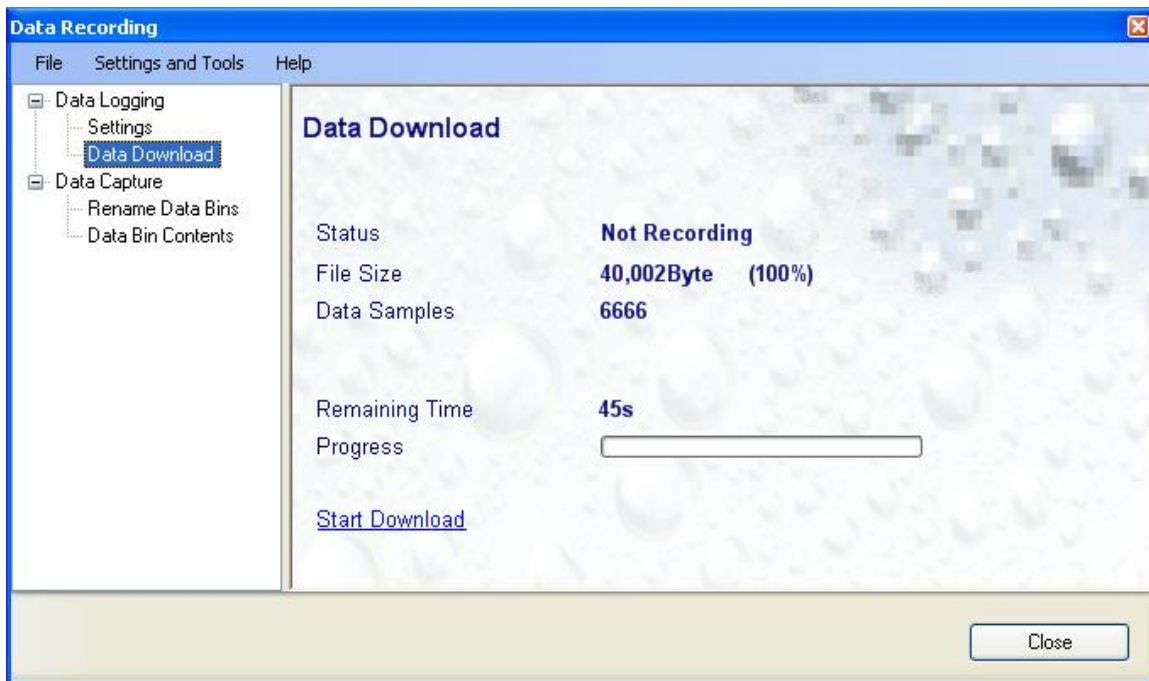 Data Recording
File Settings and Tools Help
Data Logging
Settings
Data Download
Data Capture
Rename Data Bins
Data Bin Contents
Data Download
Status Not Recording
File Size 40,002Byte (100%)
Data Samples 6666
Remaining Time 45s
Progress
Start Download
Close